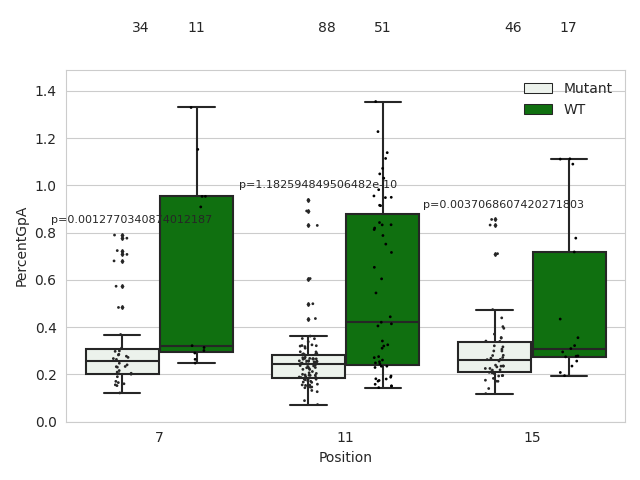 34 11 88 51 46 17
Mutant
WT
PercentGpA
1.4
1.2
1.0
0.8
0.6
0.4
0.2
0.0
p=0.0012770340874012187
p=1.182594849506482e-10
p=0.0037068607420271803
7 11 15
Position